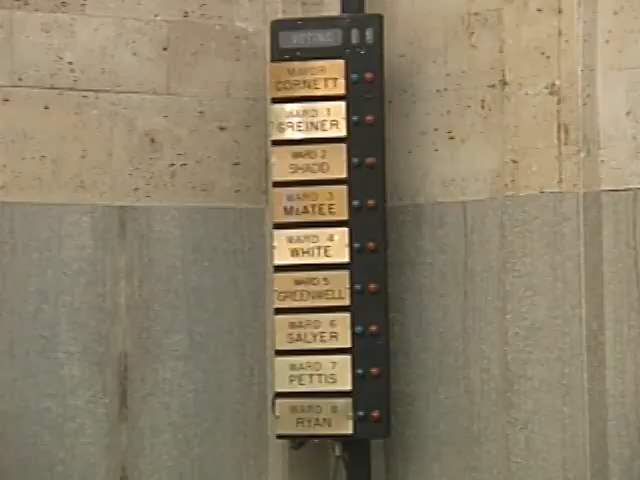 VOTING
MAYOR
CORNETT
WARD 1
GREINER
WARD 2
SHADID
WARD 3
McATEE
WARD 4
WHITE
WARD 5
GREENWELL
WARD 6
SALYER
WARD 7
PETTIS
WARD 8
RYAN